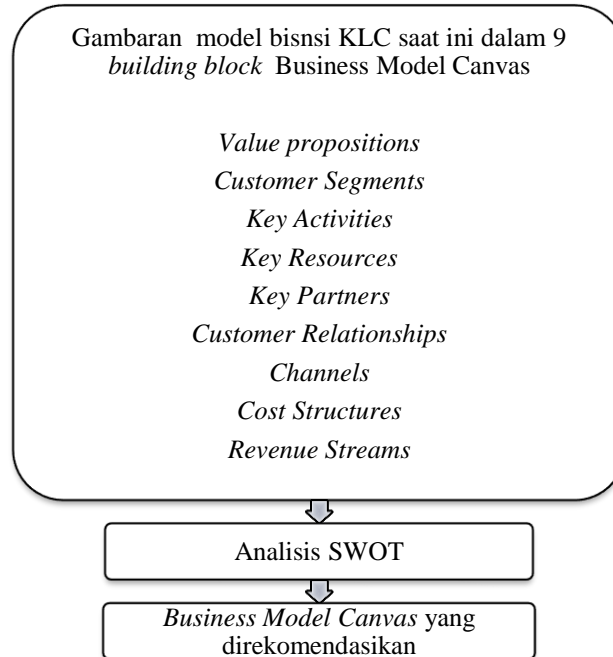 Gambaran model bisnsi KLC saat ini dalam 9
building block Business Model Canvas
Value propositions
Customer Segments
Key Activities
Key Resources
Key Partners
Customer Relationships
Channels
Cost Structures
Revenue Streams
Analisis SWOT
Business Model Canvas yang
direkomendasikan